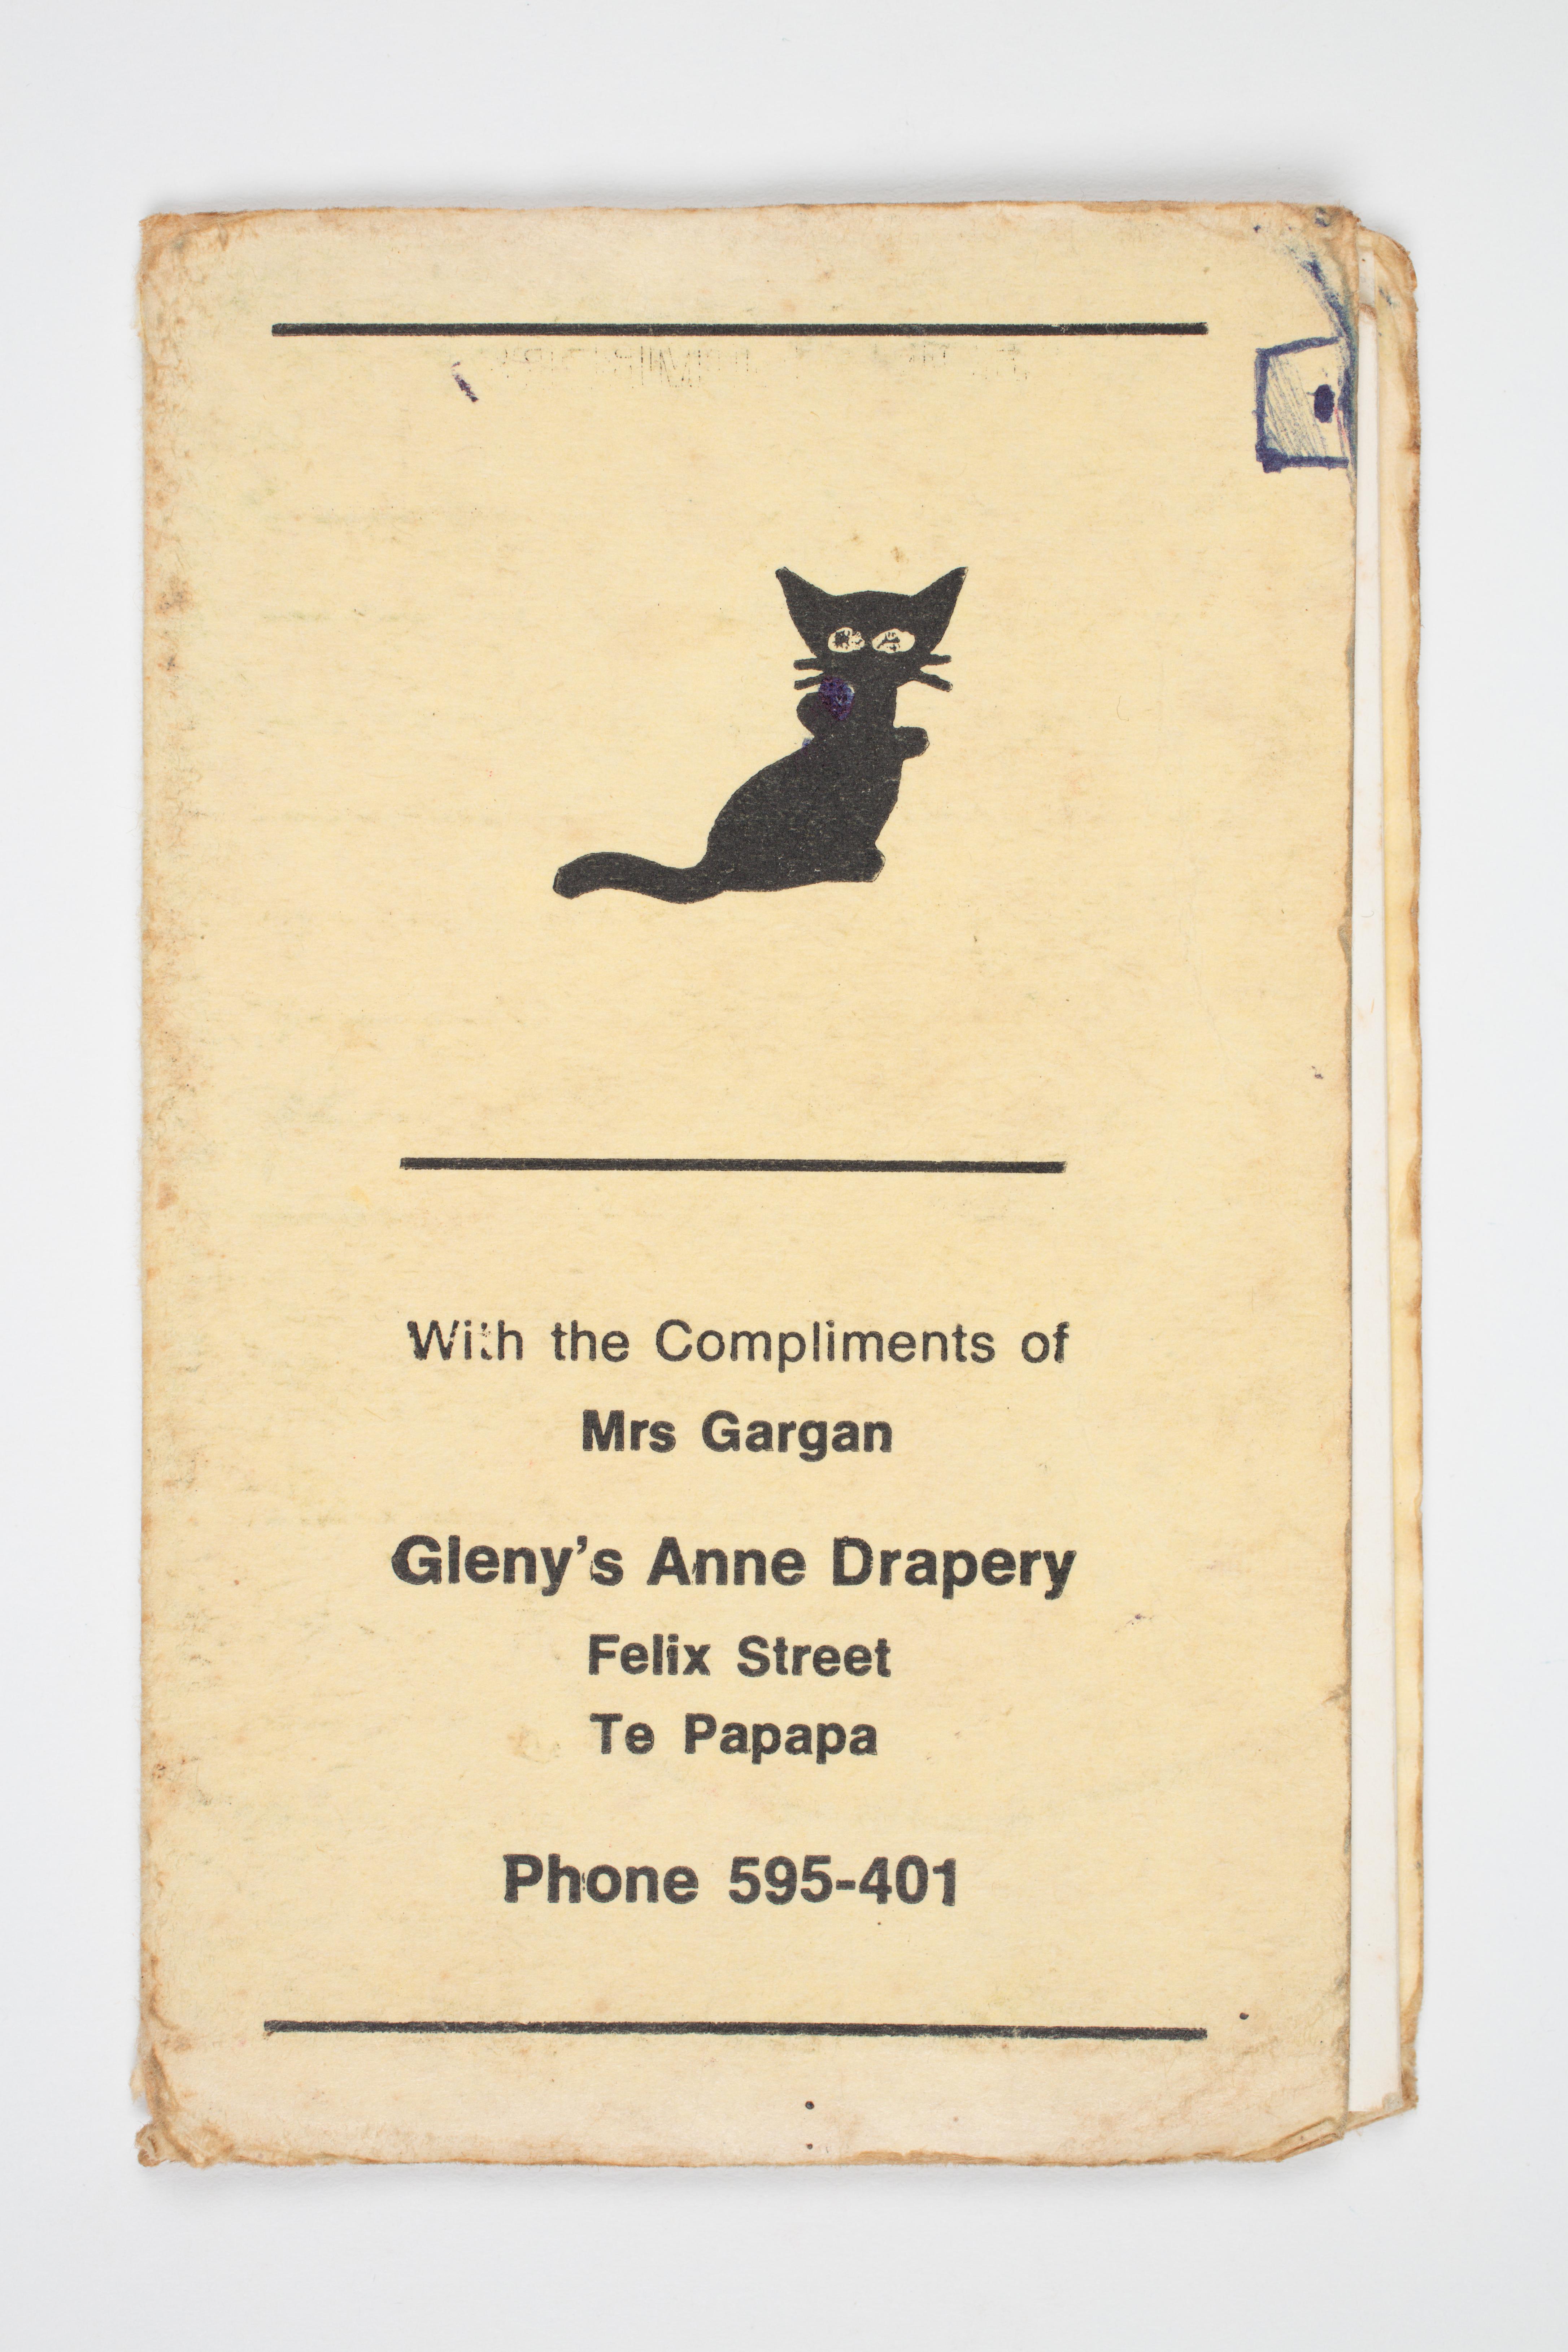 With the Compliments of
Mrs Gargan
Gleny's Anne Drapery
Felix Street
Te Papapa
Phone 595-401